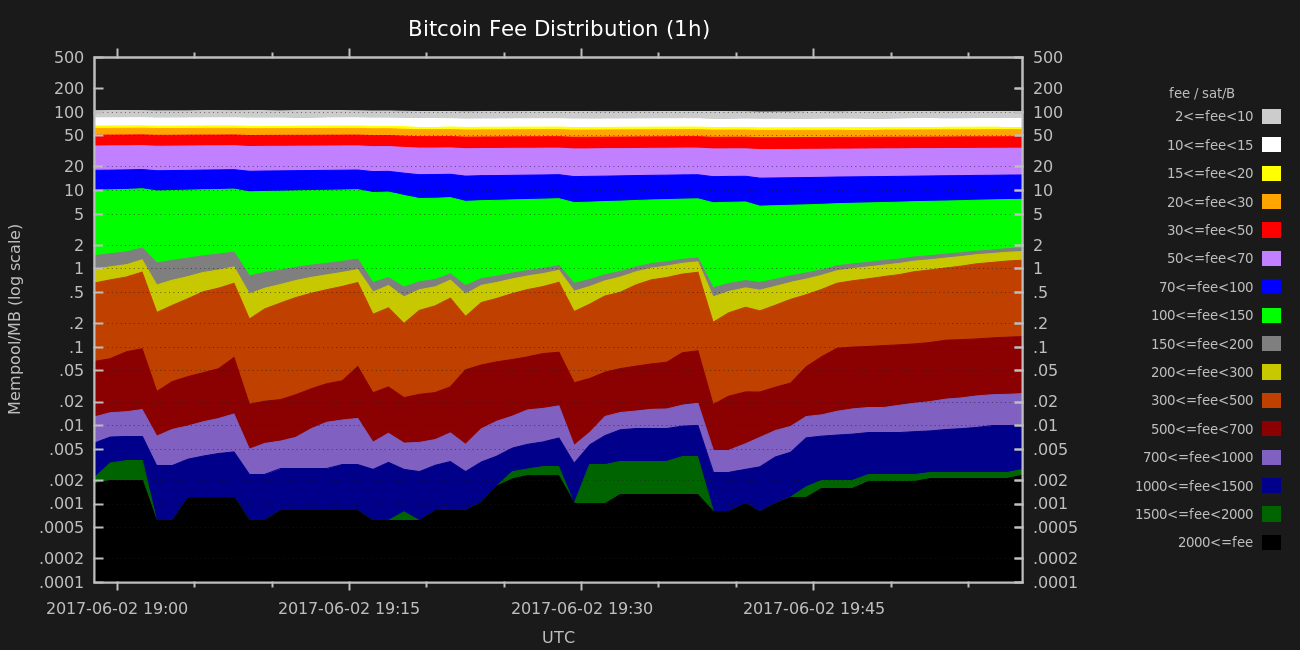 Bitcoin Fee Distribution (1h)
500
200
100
50
20
10
5
2
1
.5
.2
.1
.05
.02
.01
.005
.002
.001
.0005
.0002
.0001
Mempool/MB (log scale)
500
200
100
50
20
10
5
2
1
.5
.2
.1
.05
.02
.01
.005
.002
.001
.0005
.0002
.0001
2017-06-02 19:00
2017-06-02 19:15
2017-06-02 19:30
2017-06-02 19:45
UTC
fee / sat/B
2<=fee<10
10<=fee<15
15<=fee<20
20<=fee<30
30<=fee<50
50<=fee<70
70<=fee<100
100<=fee<150
150<=fee<200
200<=fee<300
300<=fee<500
500<=fee<700
700<=fee<1000
1000<=fee<1500
1500<=fee<2000
2000<=fee